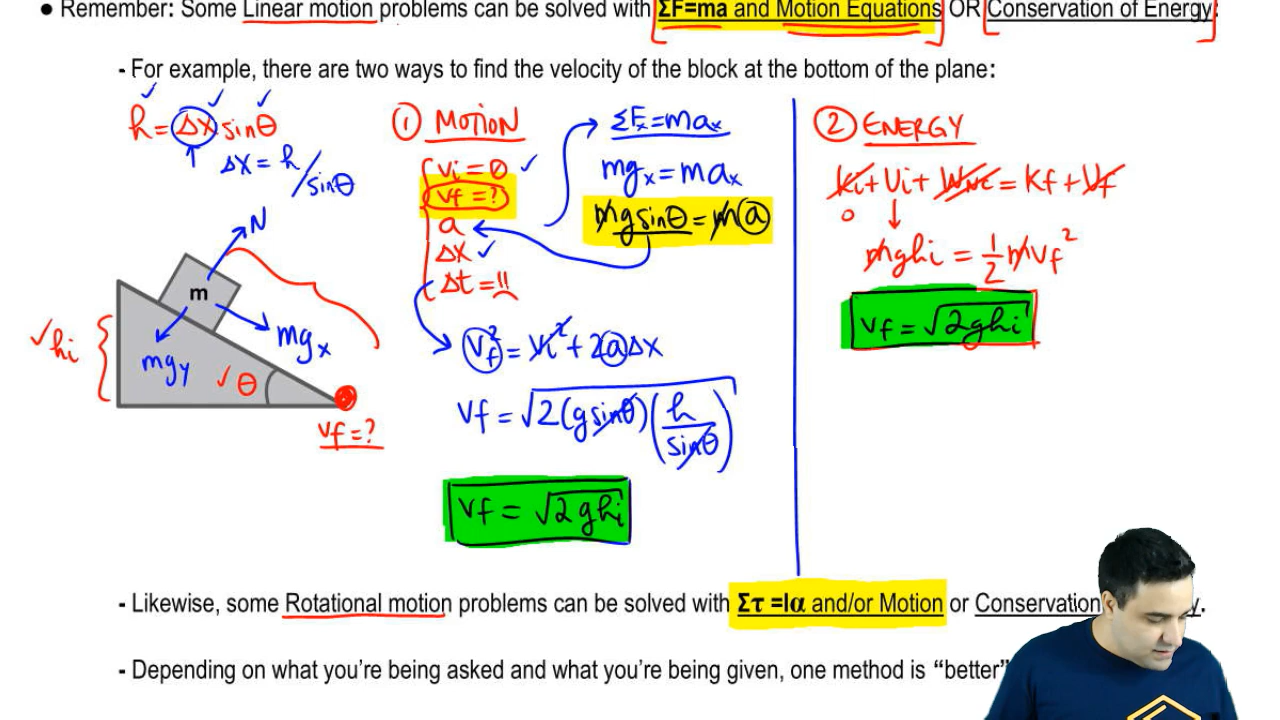 ● Remember: Some Linear motion problems can be solved with ΣF=ma and Motion Equations OR Conservation of Energy:
- For example, there are two ways to find the velocity of the block at the bottom of the plane:
h = Δx sinθ
Δx = h/sinθ
N
m
mgx
mgy
hi
θ
vf = ?
① MOTION
vi = 0
vf = ?
a
Δx
Δt = !!
ΣFx = max
mgx = max
mg sinθ = ma
vf² = vi² + 2aΔx
vf = √2(g sinθ)(h/sinθ)
vf = √2ghi
② ENERGY
Ki + Ui + WNC = Kf + Uf
0
mghi = ½ mvf²
vf = √2ghi
- Likewise, some Rotational motion problems can be solved with Στ =Iα and/or Motion or Conservation
- Depending on what you’re being asked and what you’re being given, one method is “better”